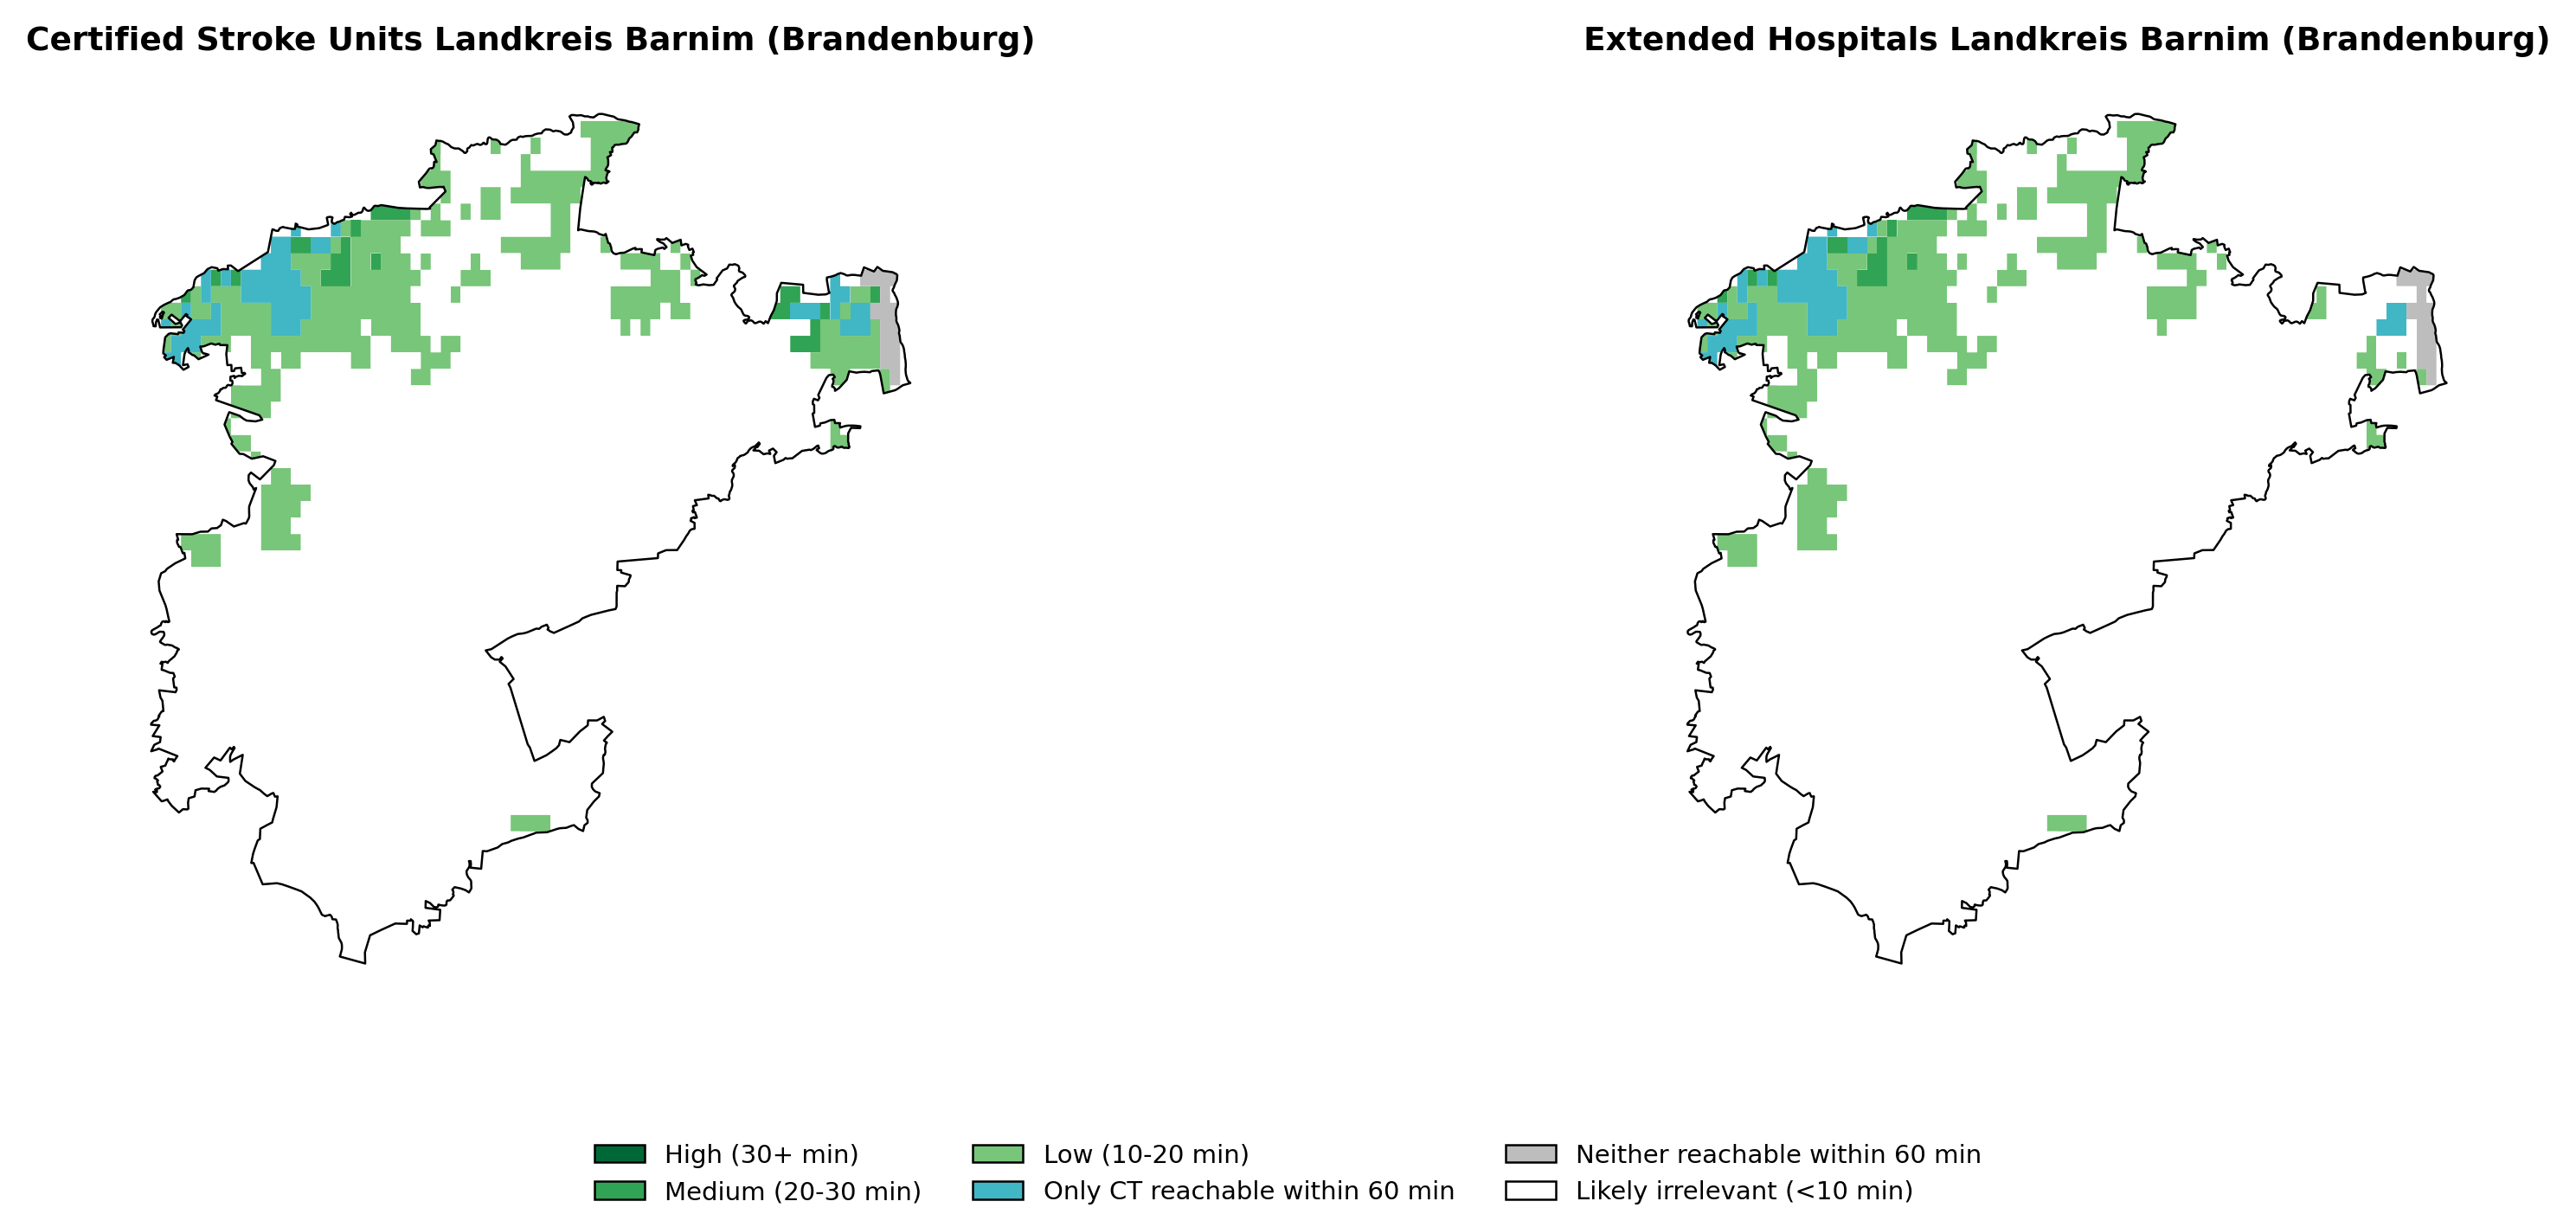 Certified Stroke Units Landkreis Barnim (Brandenburg)
Extended Hospitals Landkreis Barnim (Brandenburg)
High (30+ min)
Medium (20-30 min)
Low (10-20 min)
Only CT reachable within 60 min
Neither reachable within 60 min
Likely irrelevant (<10 min)